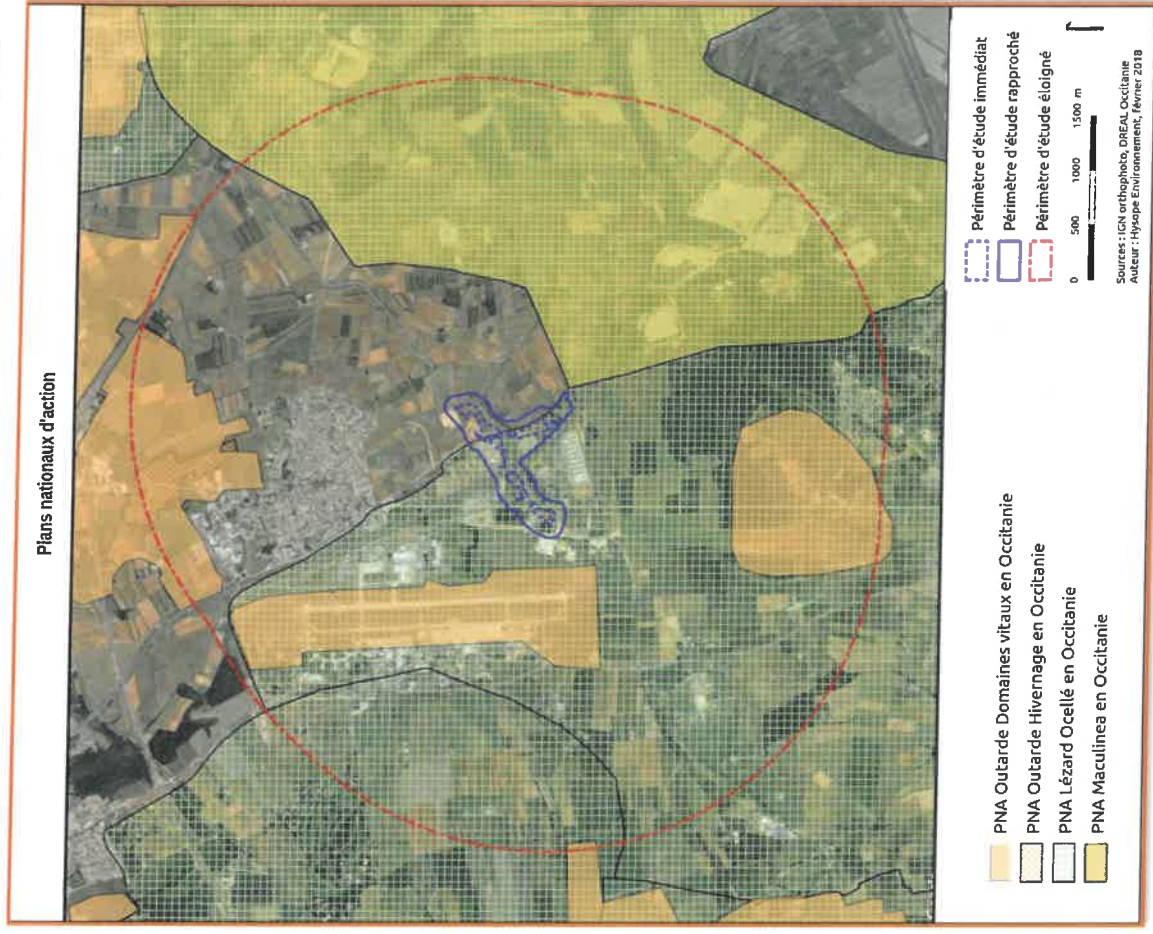 Plans nationaux d'action
PNA Outarde Domaines vitaux en Occitanie
PNA Outarde Hivernage en Occitanie
PNA Lézard Ocellé en Occitanie
PNA Maculinea en Occitanie
Périmètre d'étude immédiat
Périmètre d'étude rapproché
Périmètre d'étude éloigné
0 500 1000 1500 m
Sources : IGN orthophoto, DREAL Occitanie
Auteur : Hysope Environnement, Février 2018